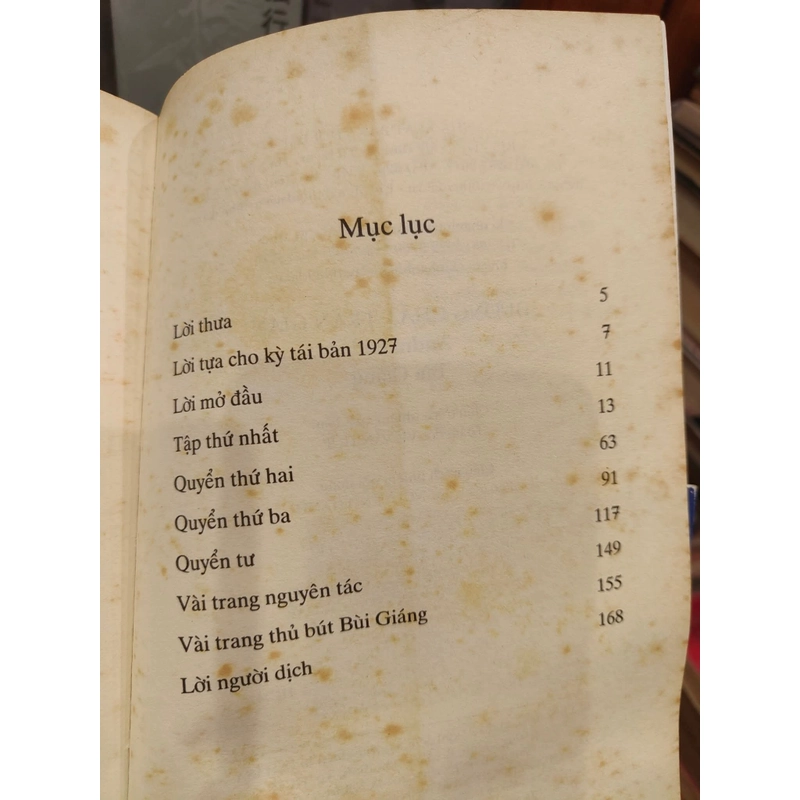 Mục lục
Lời thưa 5
Lời tựa cho kỳ tái bản 1927 7
Lời mở đầu 11
Tập thứ nhất 13
Quyển thứ hai 63
Quyển thứ ba 91
Quyển tư 117
Vài trang nguyên tác 149
Vài trang thủ bút Bùi Giáng 155
Lời người dịch 168